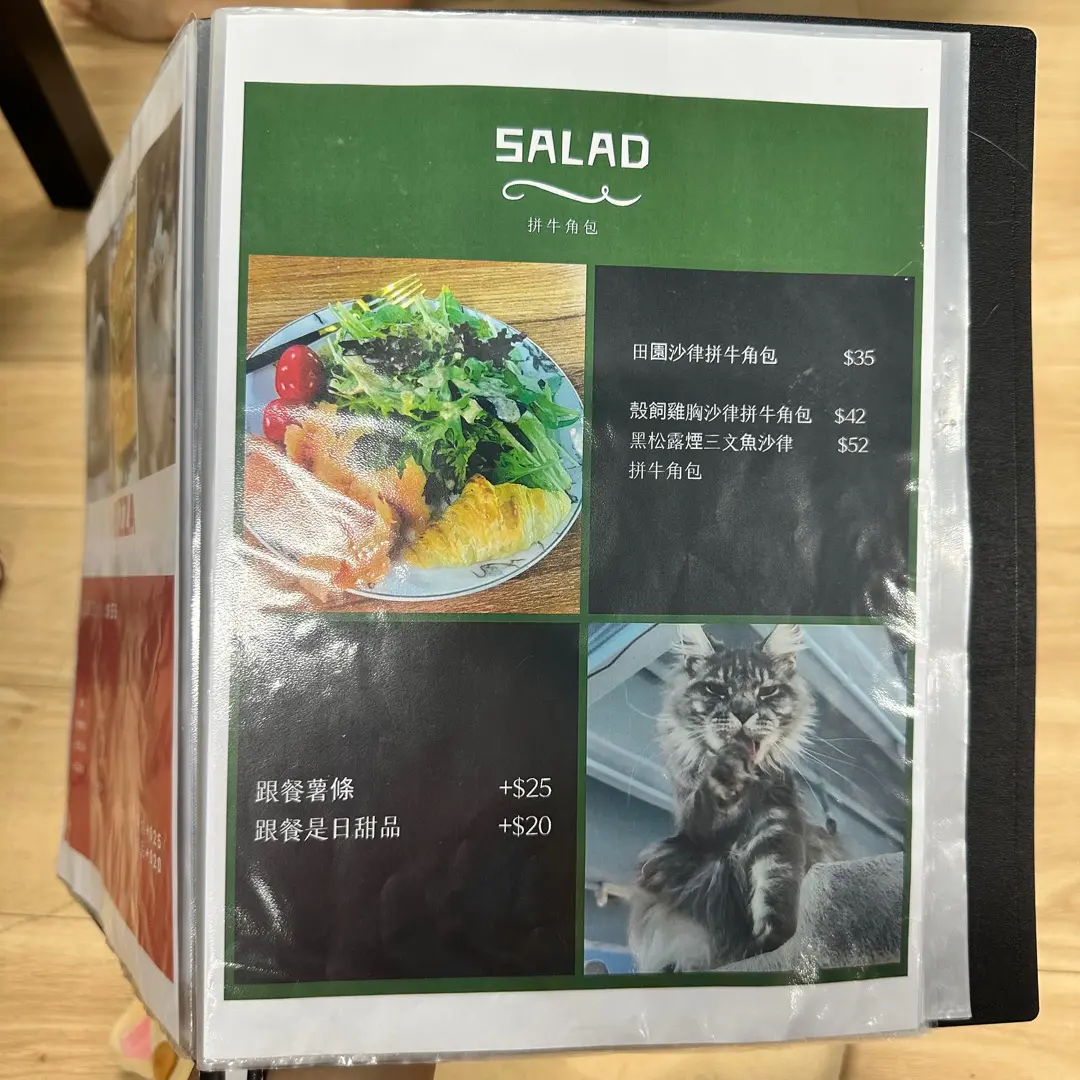 SALAD
拼牛角包
田園沙律拼牛角包 $35
殼飼雞胸沙律拼牛角包 $42
黑松露煙三文魚沙律 $52
拼牛角包
跟餐薯條 +$25
跟餐是日甜品 +$20